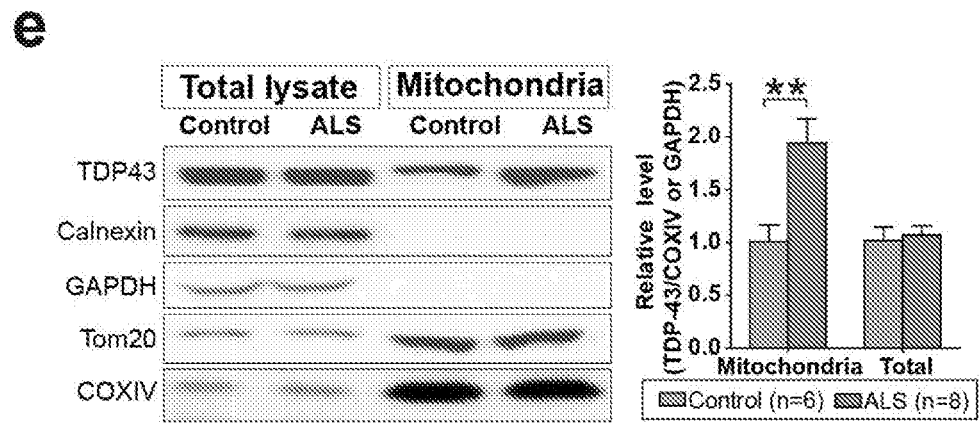 e
Total lysate Mitochondria
Control ALS Control ALS
TDP43
Calnexin
GAPDH
Tom20
COXIV
Relative level
(TDP-43/COXIV or GAPDH)
2.5
2.0
1.5
1.0
0.5
0.0
**
Mitochondria Total
Control (n=6) ALS (n=8)